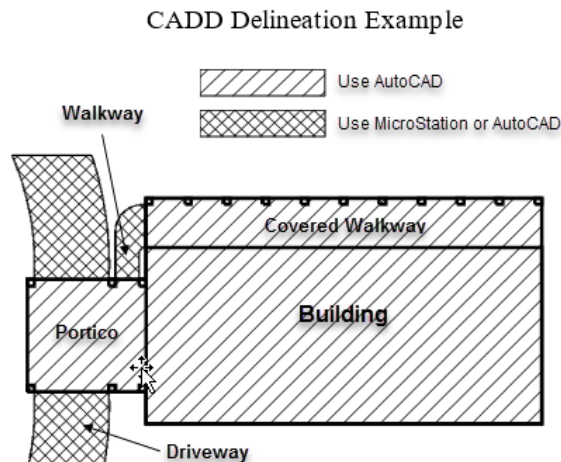 CADD Delineation Example
Use AutoCAD
Walkway
Use MicroStation or AutoCAD
Covered Walkway
Building
Portico
Driveway